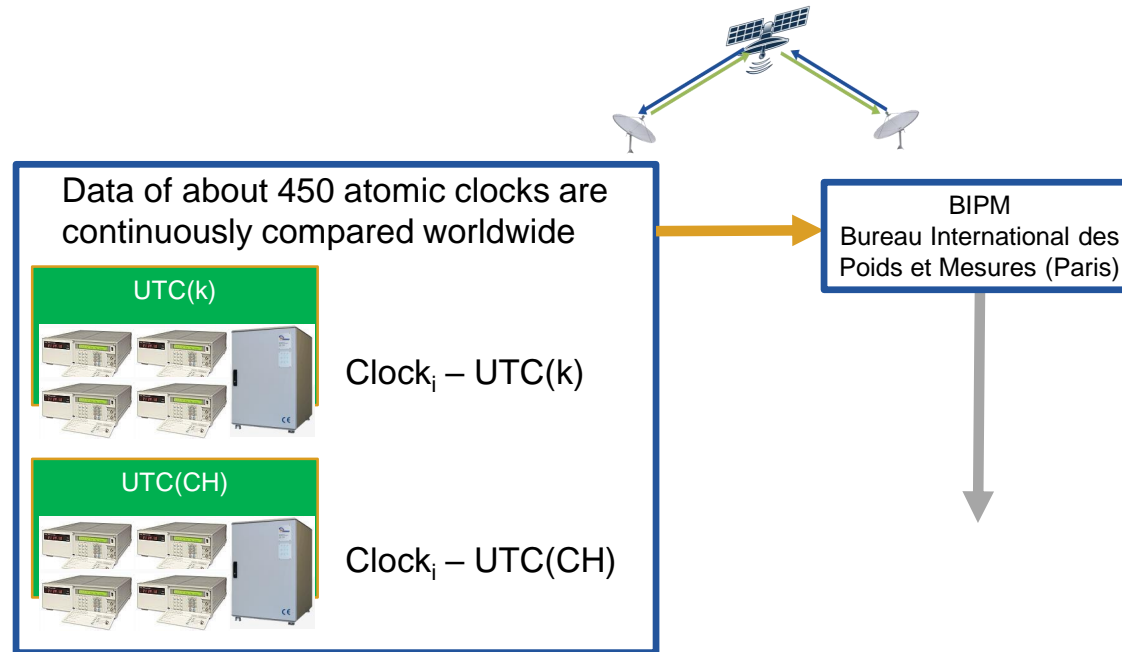 Data of about 450 atomic clocks are
continuously compared worldwide
UTC(k)
Clockᵢ – UTC(k)
UTC(CH)
Clockᵢ – UTC(CH)
BIPM
Bureau International des
Poids et Mesures (Paris)